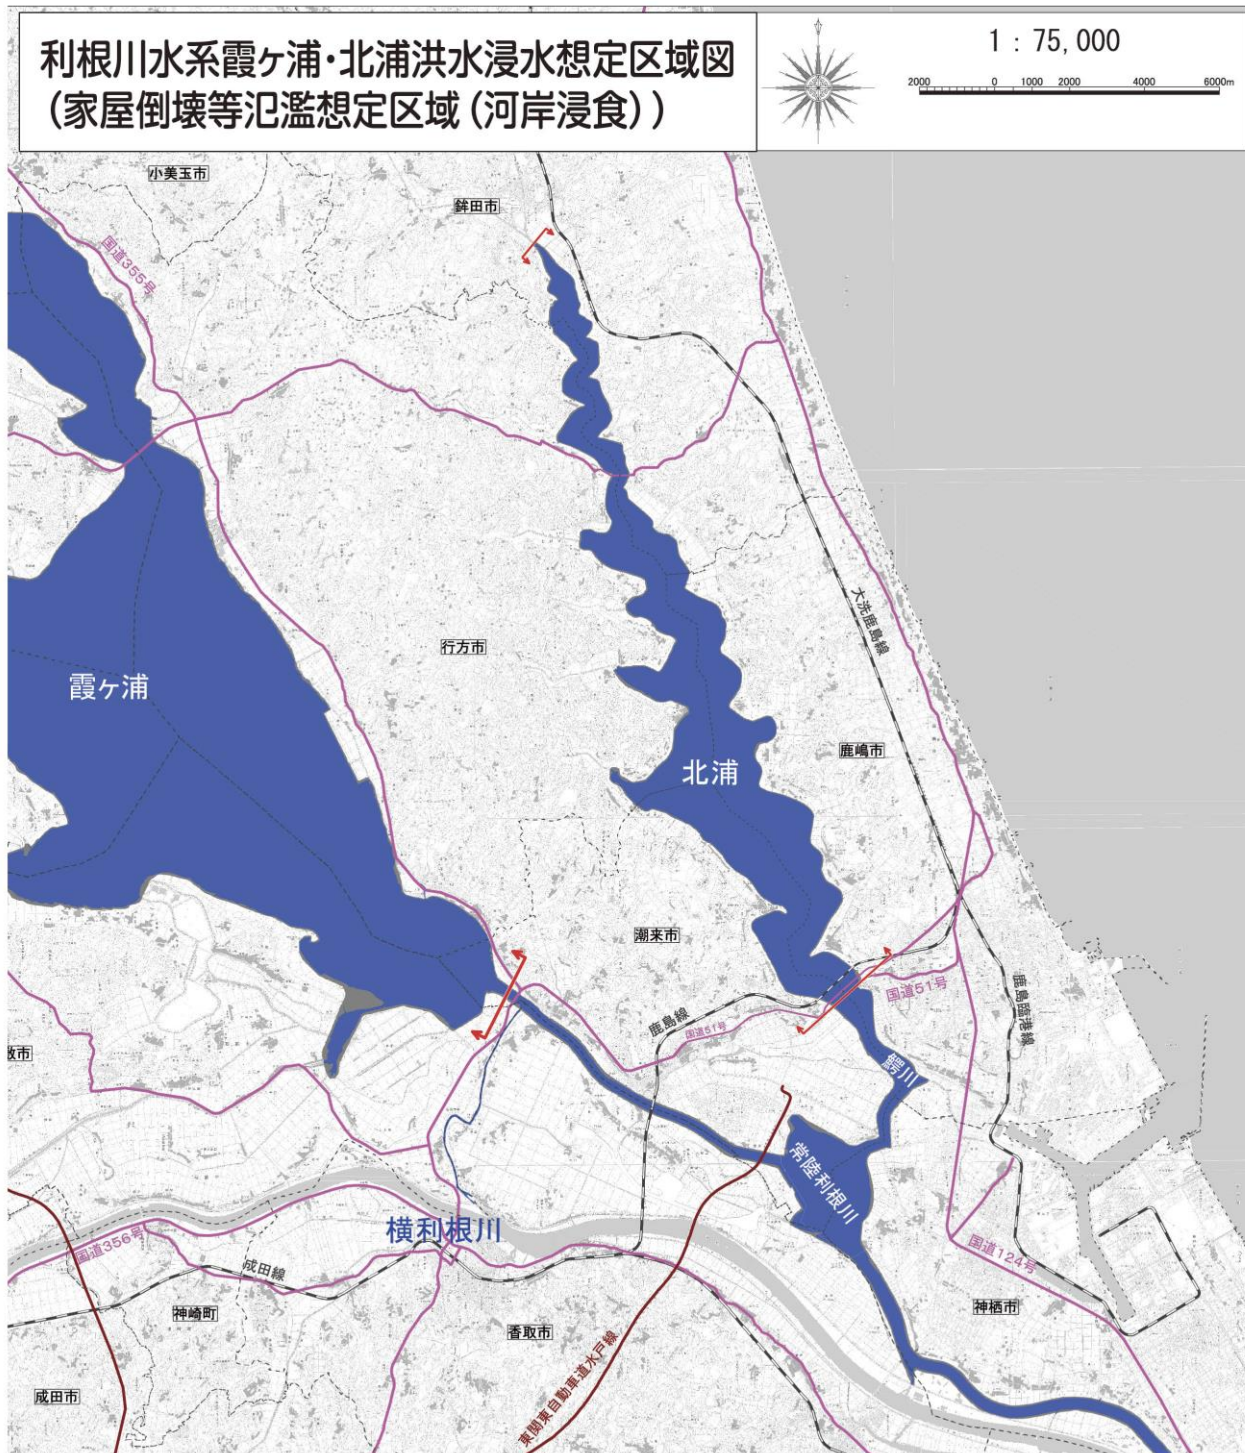 利根川水系霞ヶ浦・北浦洪水浸水想定区域図
（家屋倒壊等氾濫想定区域（河岸浸食））
1：75,000
2000 0 1000 2000 4000 6000m
小美玉市
鉾田市
国道355号
大洗鹿島線
行方市
霞ヶ浦
北浦
鹿嶋市
潮来市
国道51号
鹿島線
国道51号
鹿島臨港線
敷市
鰐川
常陸利根川
横利根川
国道356号
成田線
国道124号
神崎町
神栖市
香取市
東関東自動車道水戸線
成田市